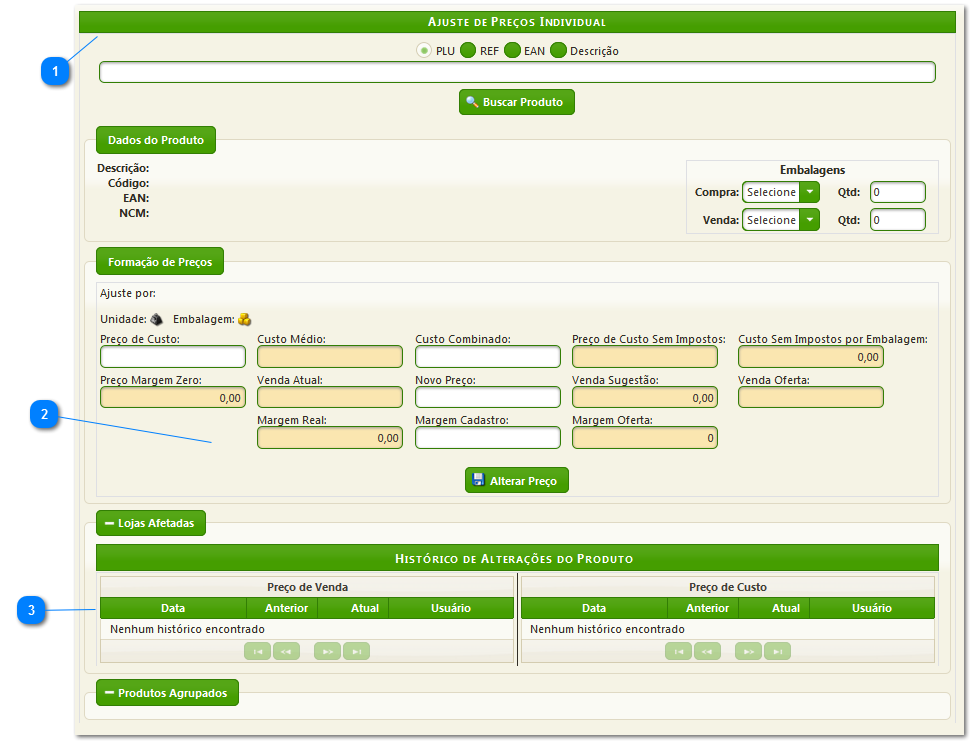 AJUSTE DE PREÇOS INDIVIDUAL
PLU REF EAN Descrição
1
Buscar Produto
Dados do Produto
Descrição:
Código:
EAN:
NCM:
Embalagens
Compra: Selecione Qtd: 0
Venda: Selecione Qtd: 0
Formação de Preços
Ajuste por:
Unidade: Embalagem:
Preço de Custo: Custo Médio: Custo Combinado: Preço de Custo Sem Impostos: Custo Sem Impostos por Embalagem:
0,00
Preço Margem Zero: Venda Atual: Novo Preço: Venda Sugestão: Venda Oferta:
0,00 0,00
2
Margem Real: Margem Cadastro: Margem Oferta:
0,00 0
Alterar Preço
Lojas Afetadas
HISTÓRICO DE ALTERAÇÕES DO PRODUTO
Preço de Venda Preço de Custo
3
Data Anterior Atual Usuário Data Anterior Atual Usuário
Nenhum histórico encontrado Nenhum histórico encontrado
Produtos Agrupados